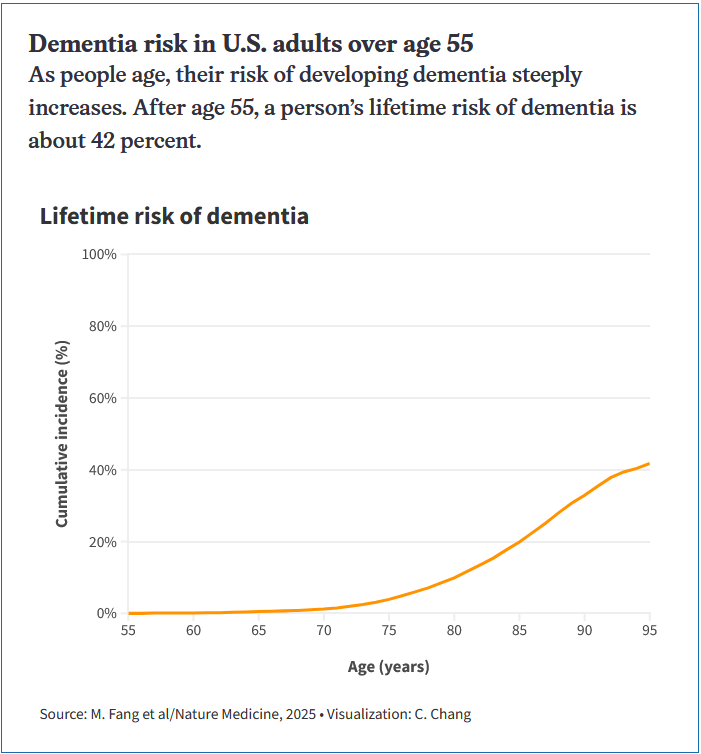 Dementia risk in U.S. adults over age 55
As people age, their risk of developing dementia steeply
increases. After age 55, a person’s lifetime risk of dementia is
about 42 percent.
Lifetime risk of dementia
Cumulative incidence (%)
100%
80%
60%
40%
20%
0%
55 60 65 70 75 80 85 90 95
Age (years)
Source: M. Fang et al/Nature Medicine, 2025 • Visualization: C. Chang